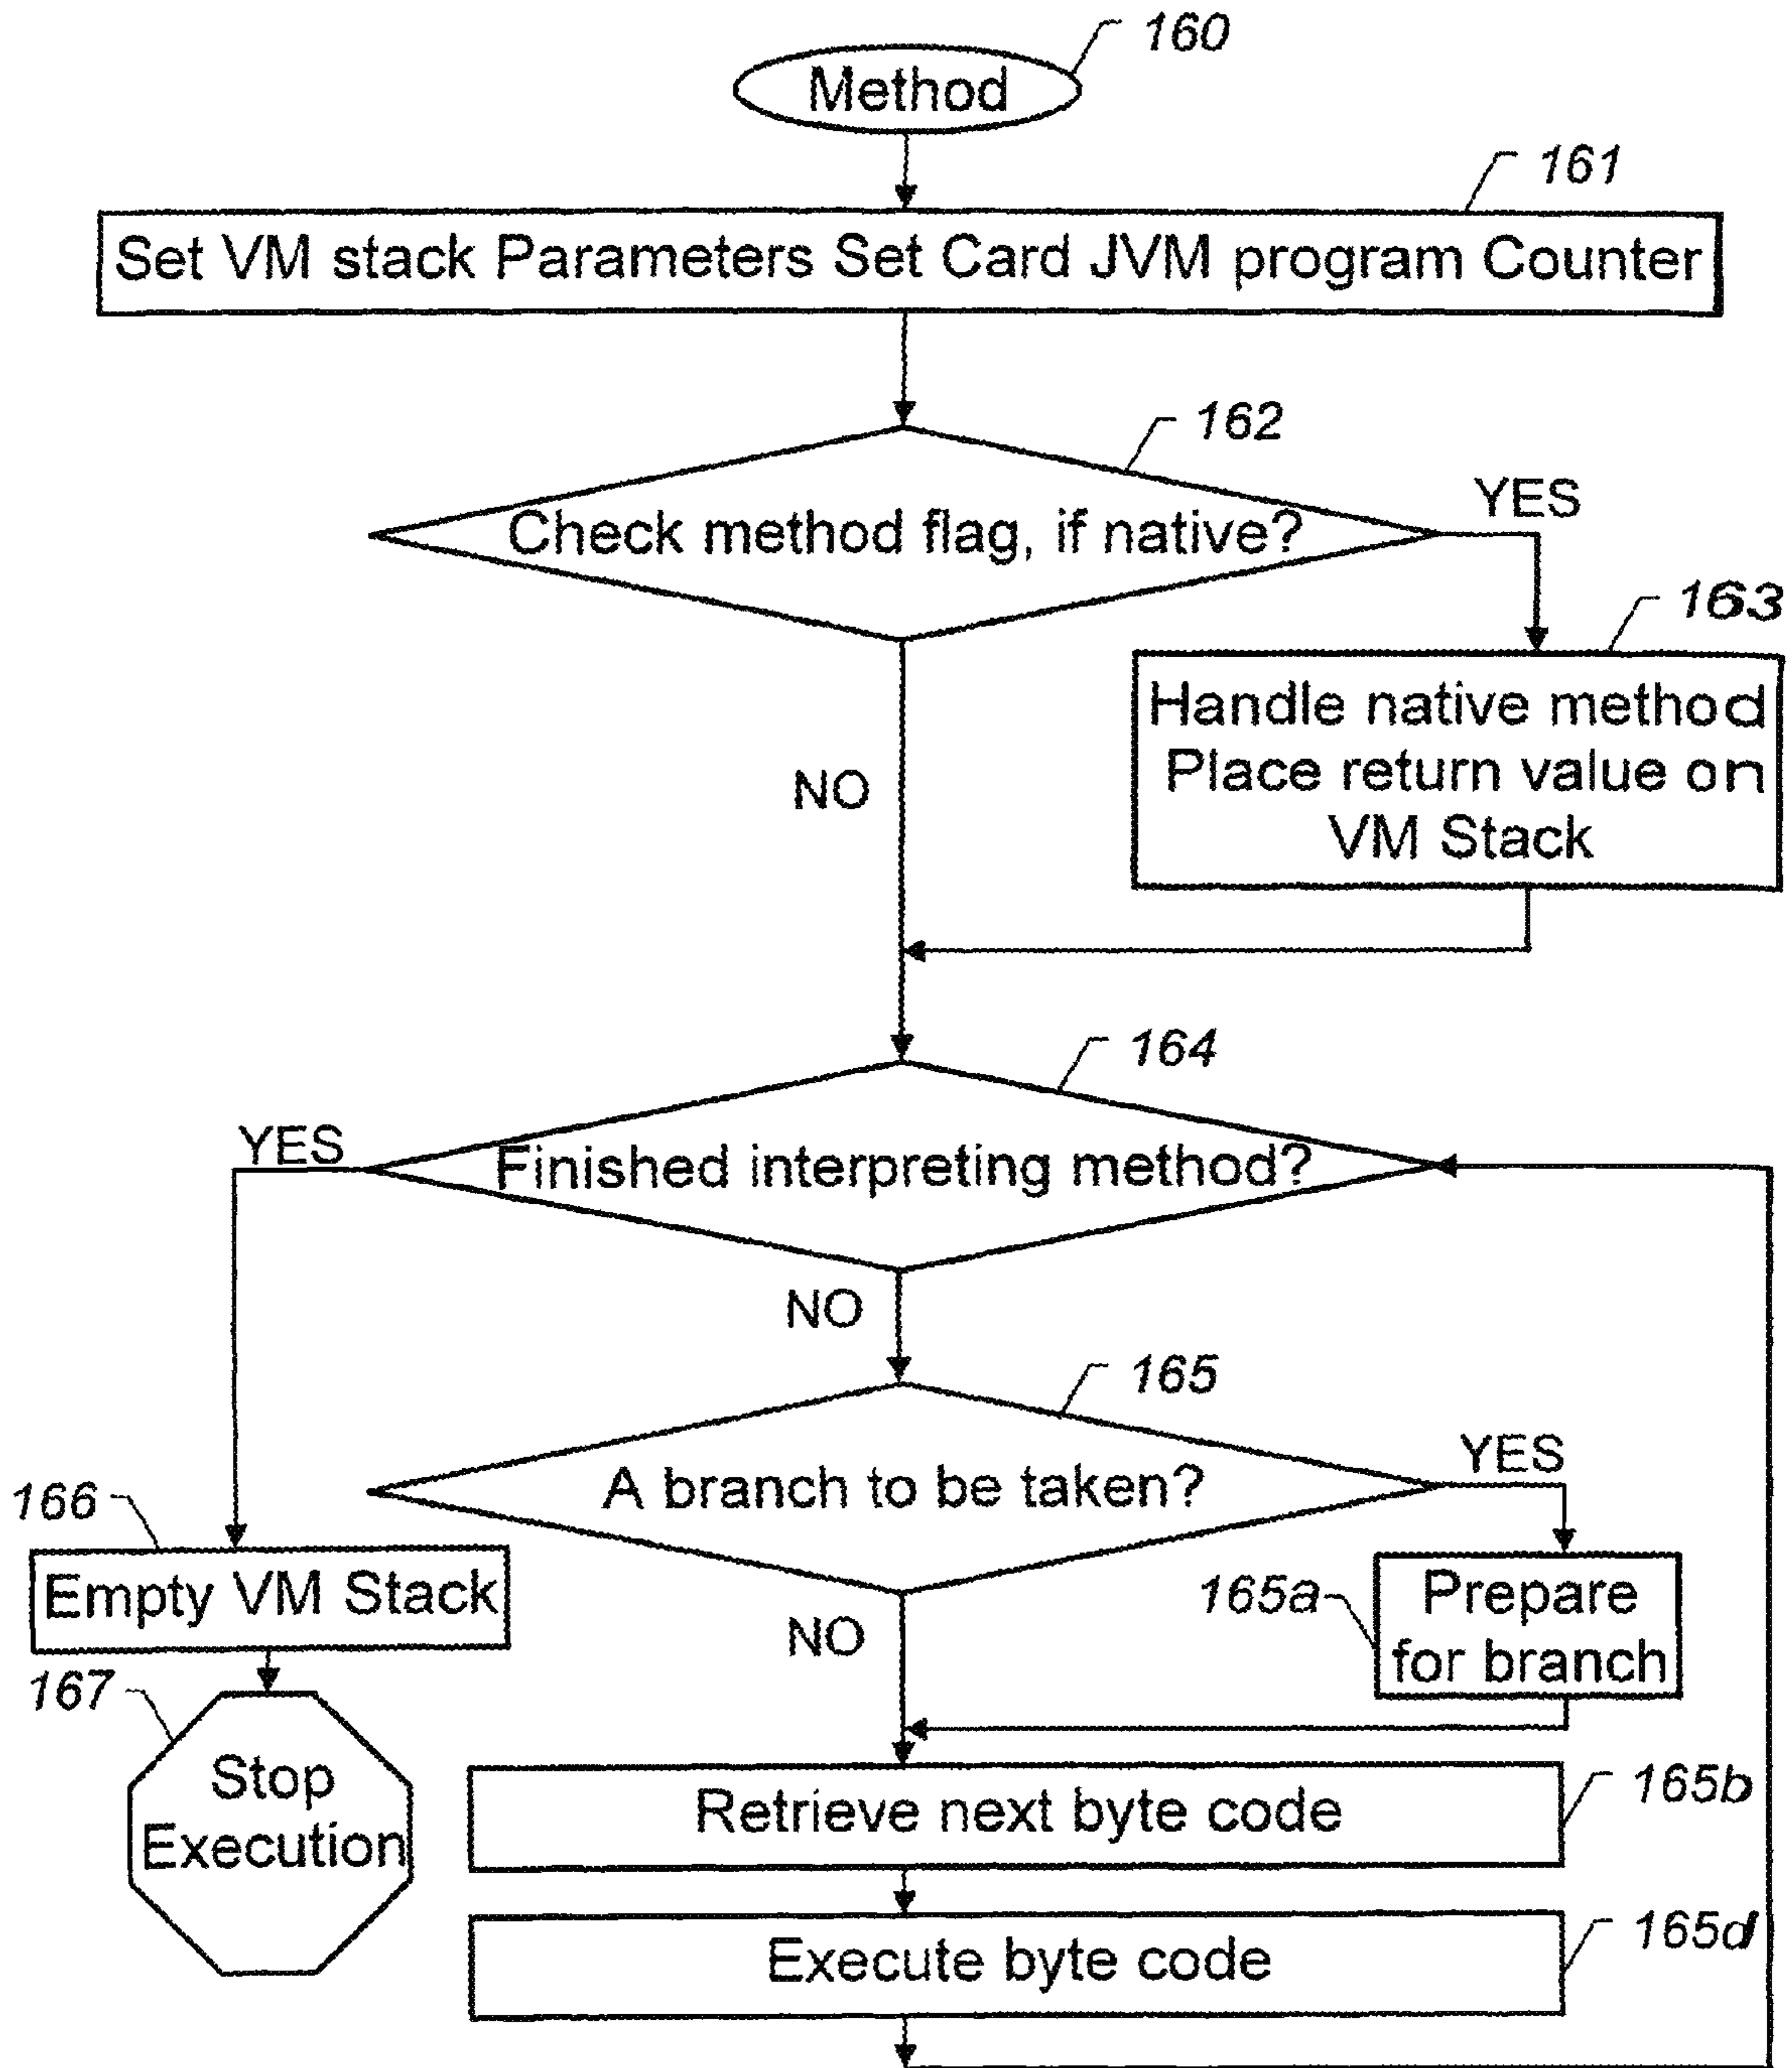 160
Method
161
Set VM stack Parameters Set Card JVM program Counter
162
Check method flag, if native?
YES
163
Handle native method
Place return value on
VM Stack
NO
164
YES
Finished interpreting method?
NO
165
A branch to be taken?
YES
166
Empty VM Stack
165a
Prepare
for branch
NO
167
Stop
Execution
Retrieve next byte code
165b
Execute byte code
165d